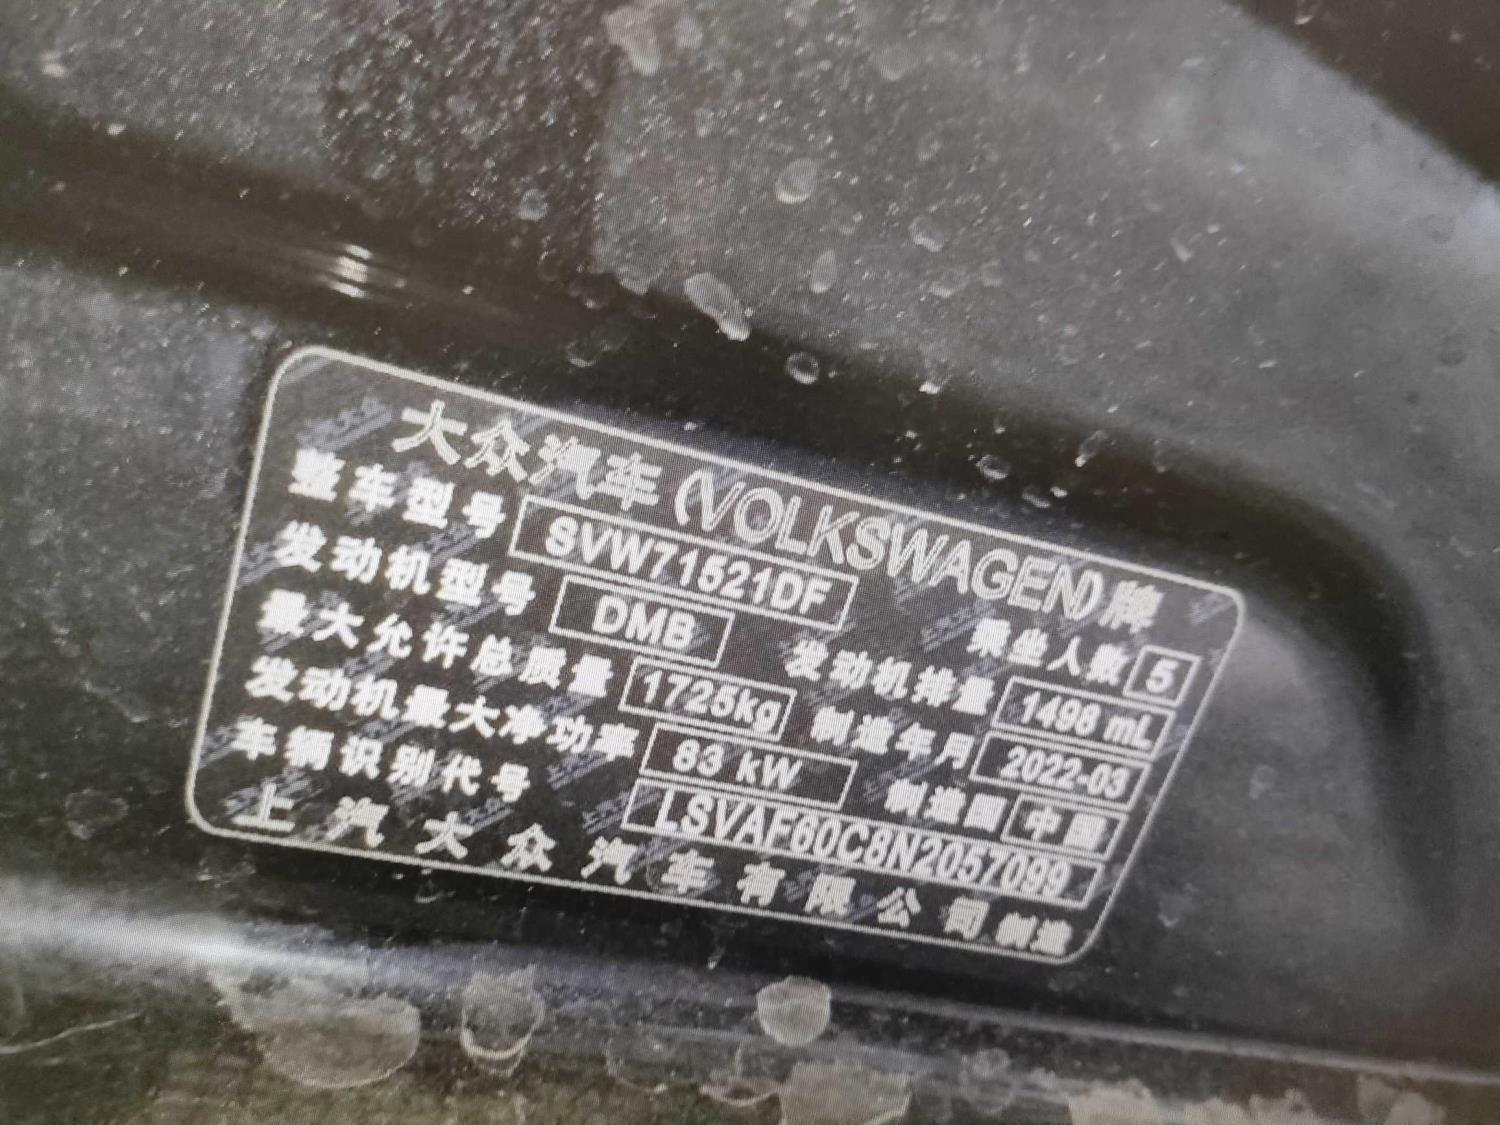 大众汽车(VOLKSWAGEN)牌
整车型号 SVW71521DF 乘坐人数 5
发动机型号 DMB 发动机排量 1498 mL
最大允许总质量 1725kg 制造年月 2022-03
发动机最大净功率 83 kW 制造国 中国
车辆识别代号 LSVAF60C8N2057099
上汽大众汽车有限公司制造